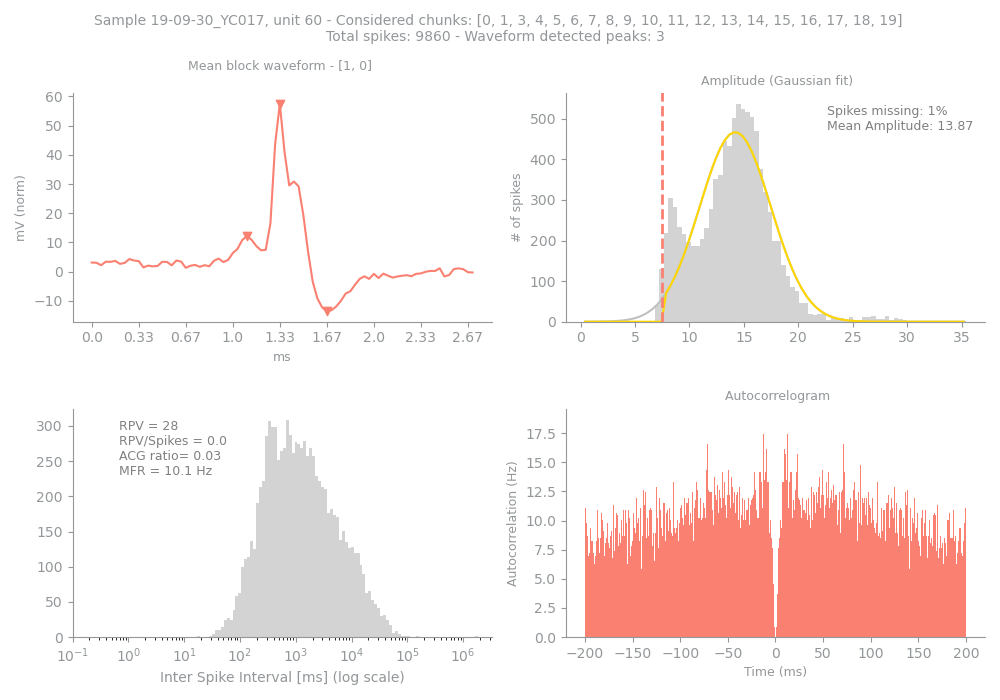 Sample 19-09-30_YC017, unit 60 - Considered chunks: [0, 1, 3, 4, 5, 6, 7, 8, 9, 10, 11, 12, 13, 14, 15, 16, 17, 18, 19]
Total spikes: 9860 - Waveform detected peaks: 3
Mean block waveform - [1, 0]
mV (norm)
60
50
40
30
20
10
0
−10
0.0 0.33 0.67 1.0 1.33 1.67 2.0 2.33 2.67
ms
Amplitude (Gaussian fit)
Spikes missing: 1%
Mean Amplitude: 13.87
# of spikes
500
400
300
200
100
0
0 5 10 15 20 25 30 35
RPV = 28
RPV/Spikes = 0.0
ACG ratio= 0.03
MFR = 10.1 Hz
300
250
200
150
100
50
0
10⁻¹ 10⁰ 10¹ 10² 10³ 10⁴ 10⁵ 10⁶
Inter Spike Interval [ms] (log scale)
Autocorrelogram
Autocorrelation (Hz)
17.5
15.0
12.5
10.0
7.5
5.0
2.5
0.0
−200 −150 −100 −50 0 50 100 150 200
Time (ms)